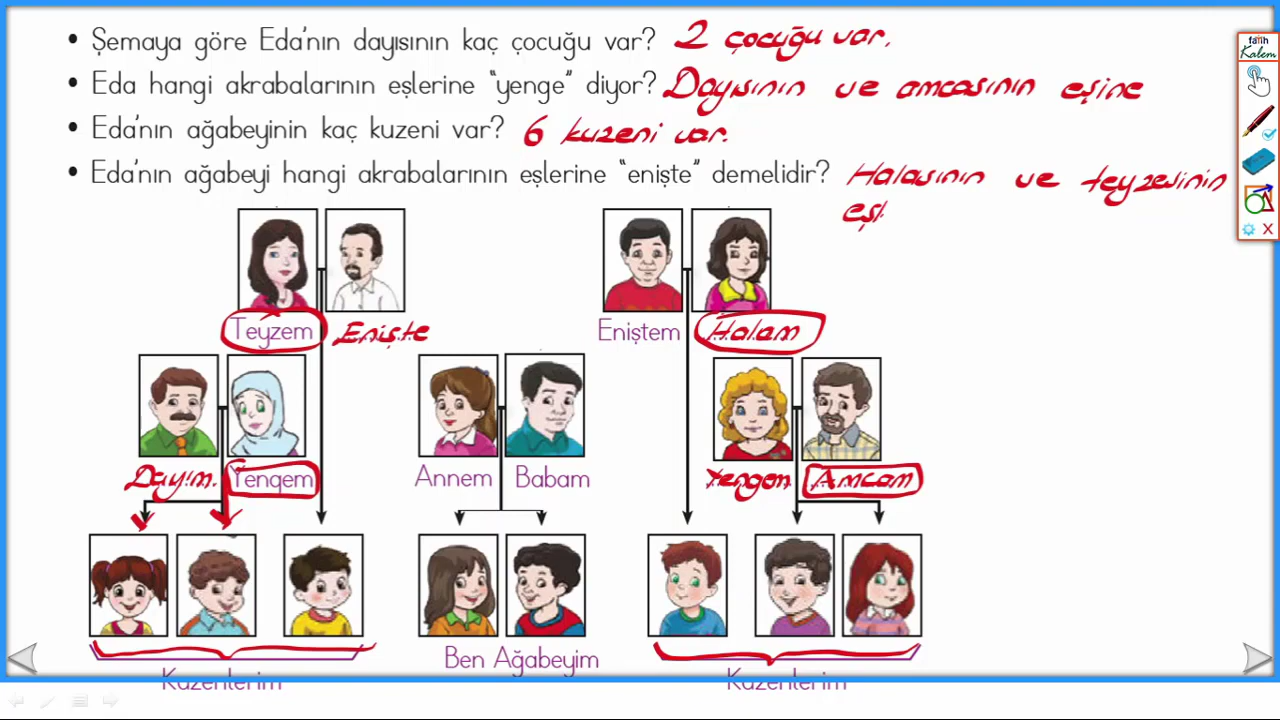 • Şemaya göre Eda'nın dayısının kaç çocuğu var? 2 çocuğu var.
• Eda hangi akrabalarının eşlerine "yenge" diyor? Dayısının ve amcasının eşine
• Eda'nın ağabeyinin kaç kuzeni var? 6 kuzeni var.
• Eda'nın ağabeyi hangi akrabalarının eşlerine "enişte" demelidir? Halasının ve teyzesinin
eşi
fatih
Kalem
Teyzem Enişte Eniştem Halam
Dayım. Yengem Annem Babam Yengem Amcam
Ben Ağabeyim
Kuzenlerim Kuzenlerim